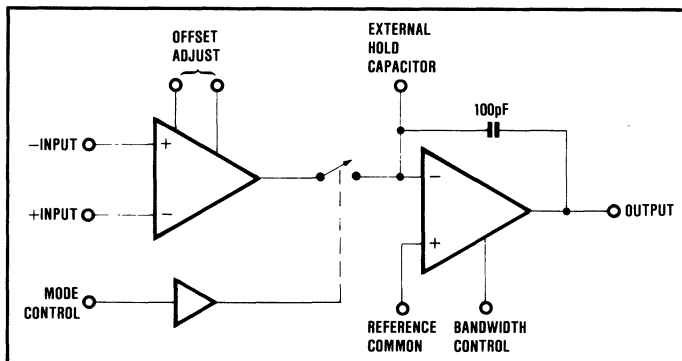 OFFSET
ADJUST
EXTERNAL
HOLD
CAPACITOR
100pF
−INPUT
+
−
+INPUT
−
+
OUTPUT
MODE
CONTROL
REFERENCE
COMMON
BANDWIDTH
CONTROL